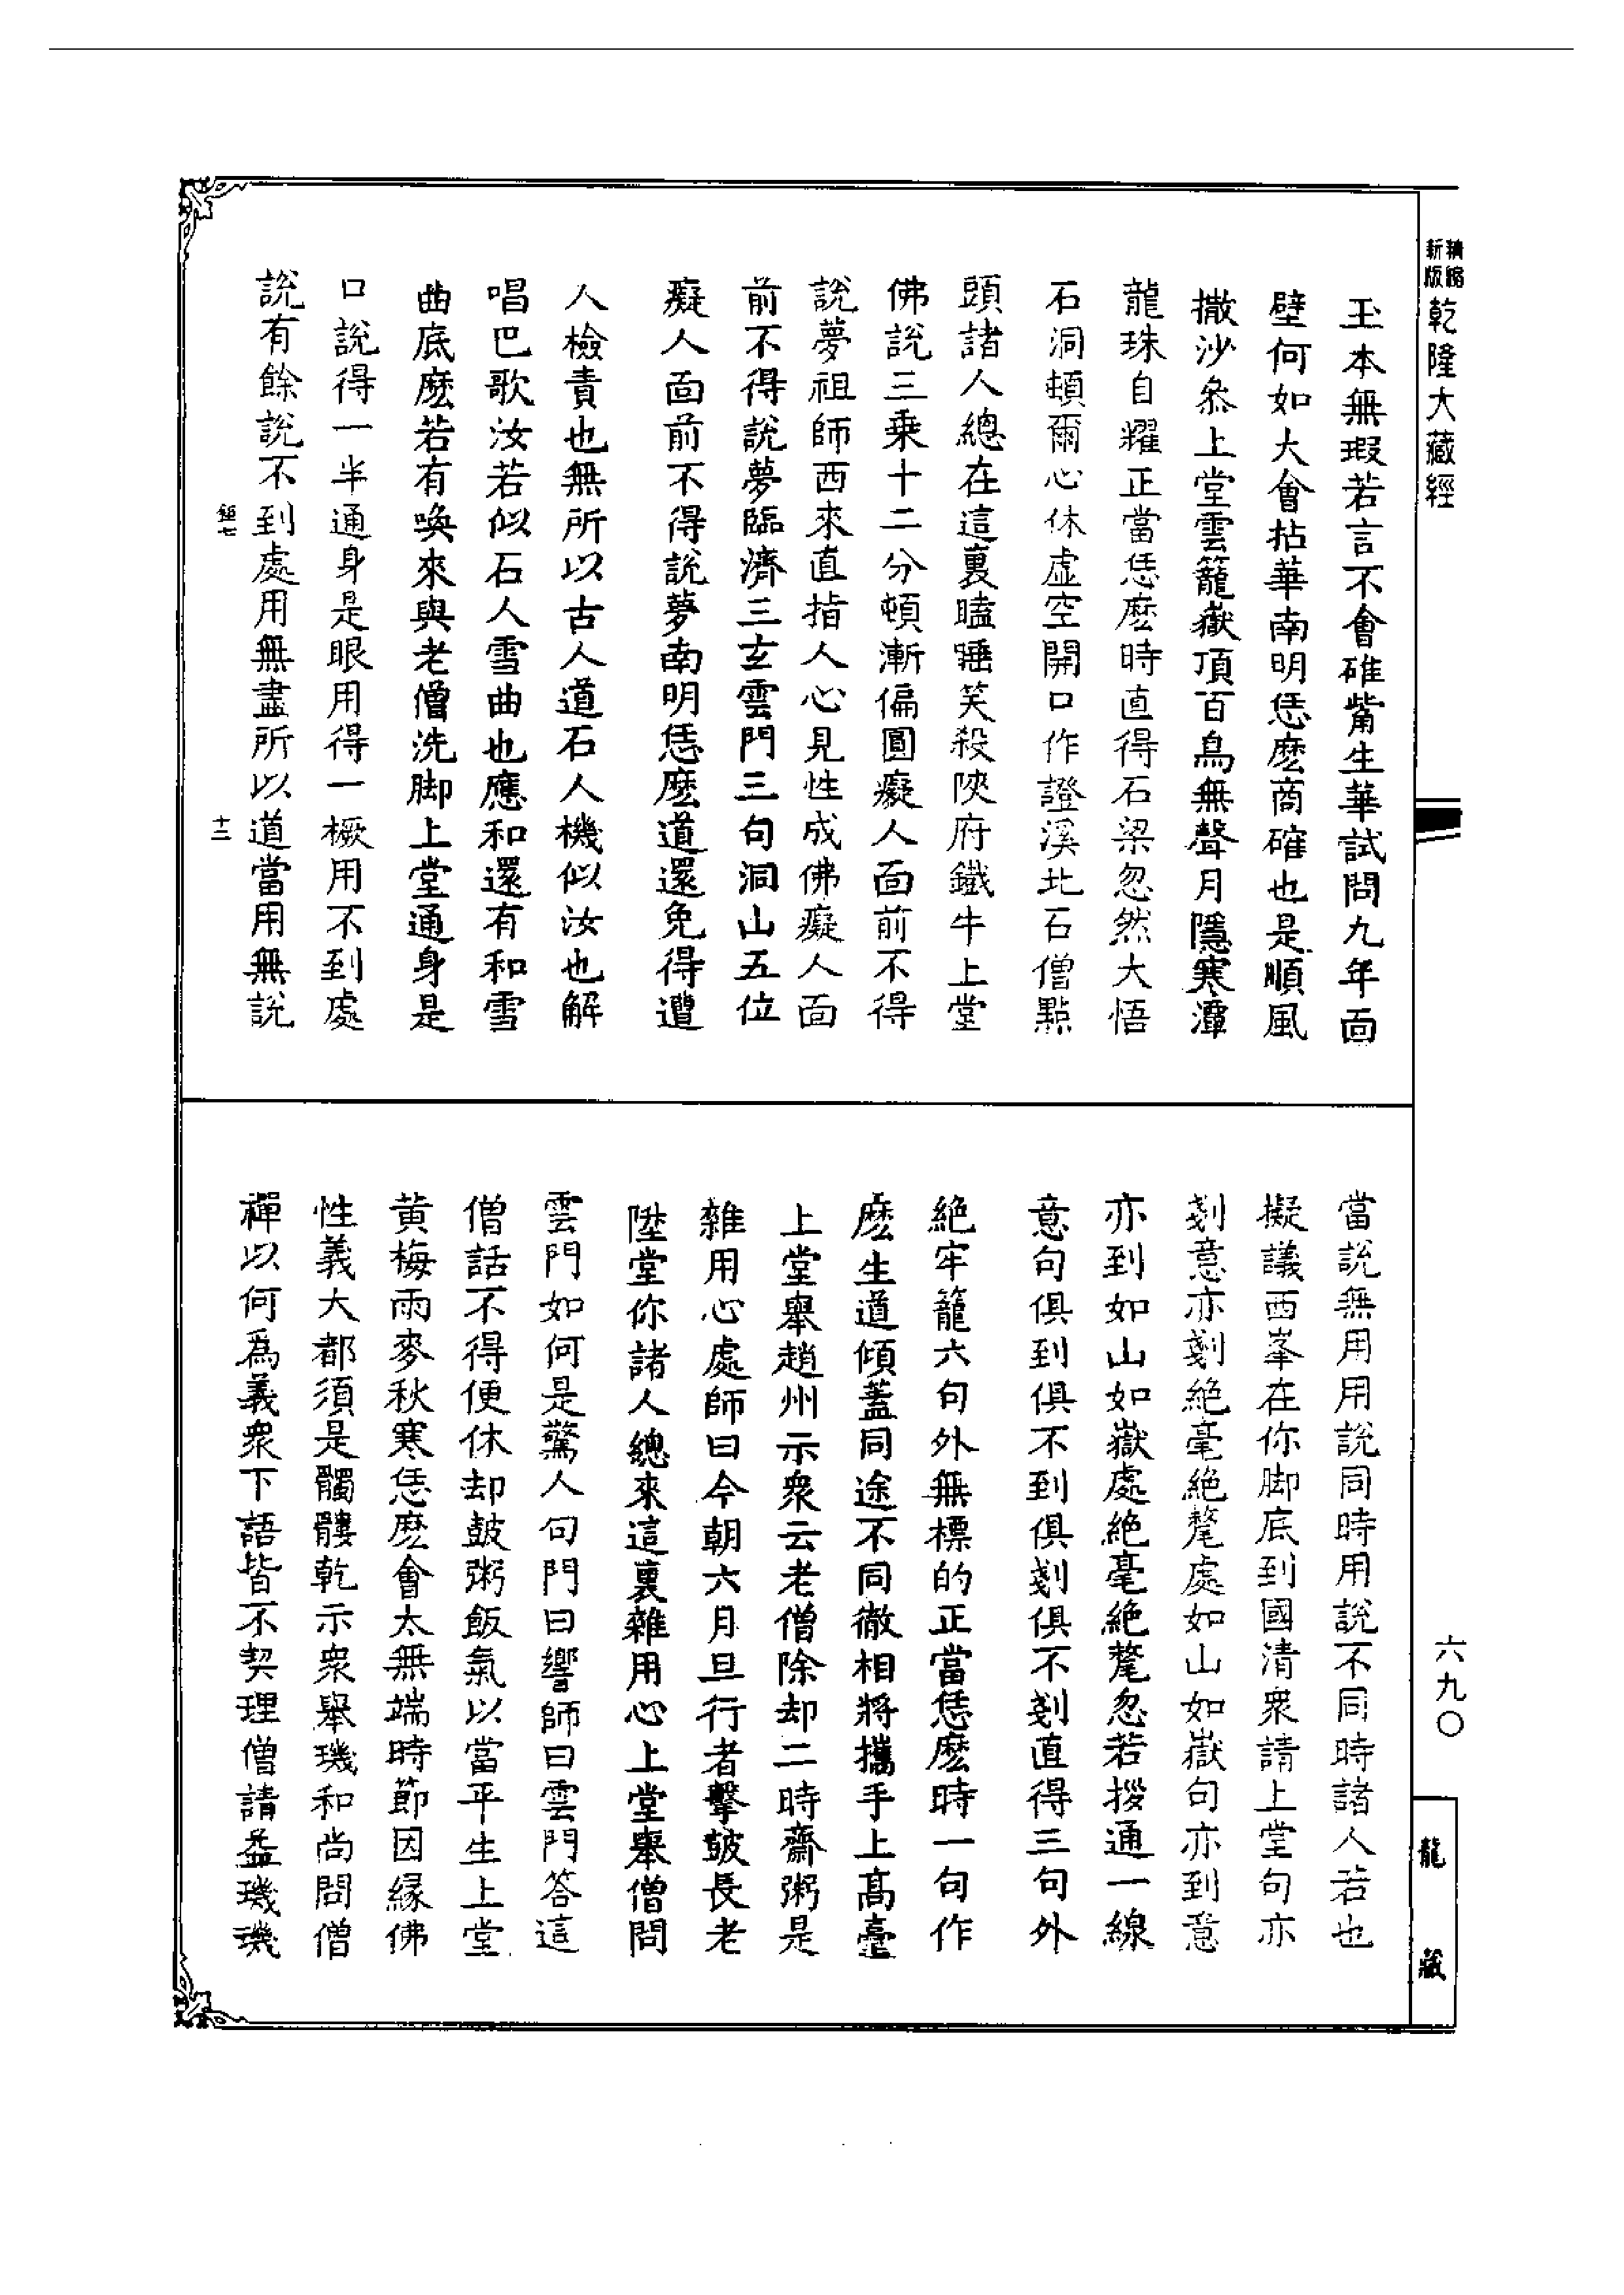 精縮新版乾隆大藏經
玉本無瑕若言不會碓觜生華試問九年面
壁何如大會拈華南明恁麼商確也是順風
撒沙叅上堂雲籠嶽頂百鳥無聲月隱寒潭
龍珠自耀正當恁麼時直得石梁忽然大悟
石洞頓爾心休虛空開口作證溪北石僧點
頭諸人總在這裏瞌睡笑殺陝府鐵牛上堂
佛說三乗十二分頓漸偏圓癡人面前不得
說夢祖師西來直指人心見性成佛癡人面
前不得說夢臨濟三玄雲門三句洞山五位
癡人面前不得說夢南明恁麼道還免得遭
人檢責也無所以古人道石人機似汝也解
唱巴歌汝若似石人雪曲也應和還有和雪
曲底麼若有喚來與老僧洗脚上堂通身是
口說得一半通身是眼用得一橛用不到處
說有餘說不到處用無盡所以道當用無說
十二
當說無用用說同時用說不同時諸人若也
擬議西峯在你脚底到國清衆請上堂句亦
剗意亦剗絕毫絕氂處如山如嶽句亦到意
亦到如山如嶽處絕毫絕氂忽若拶通一線
意句俱到俱不到俱剗俱不剗直得三句外
絕牢籠六句外無標的正當恁麼時一句作
麼生道傾蓋同途不同徹相將攜手上高臺
上堂舉趙州示衆云老僧除却二時齋粥是
雜用心處師曰今朝六月旦行者擊鼓長老
陞堂你諸人總來這裏雜用心上堂舉僧問
雲門如何是驚人句門曰響師曰雲門答這
僧話不得便休却鼓粥飯氣以當平生上堂
黄梅雨麥秋寒恁麼會太無端時節因緣佛
性義大都須是髑髏乾示衆舉璣和尚問僧
禪以何爲義衆下語皆不契理僧請益璣璣
六九〇
龍藏